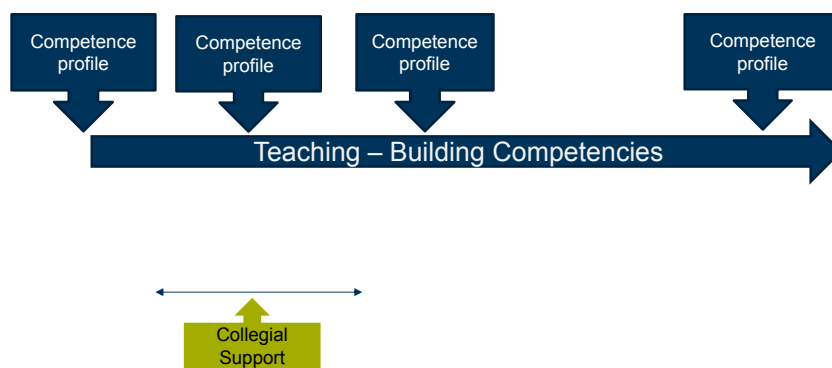 Competence
profile
Competence
profile
Competence
profile
Competence
profile
Teaching – Building Competencies
Collegial
Support